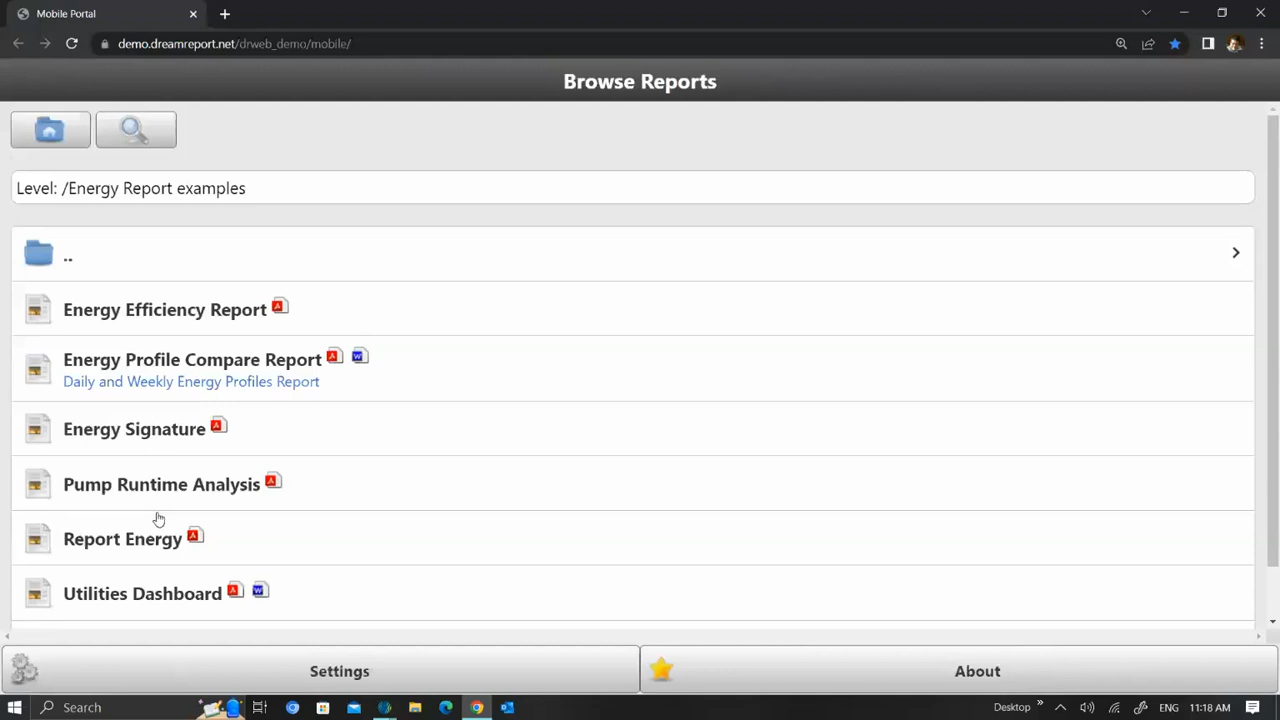 Mobile Portal
demo.dreamreport.net/drweb_demo/mobile/
Browse Reports
Level: /Energy Report examples
..
Energy Efficiency Report
Energy Profile Compare Report
Daily and Weekly Energy Profiles Report
Energy Signature
Pump Runtime Analysis
Report Energy
Utilities Dashboard
Settings
About
Search
Desktop
ENG
11:18 AM